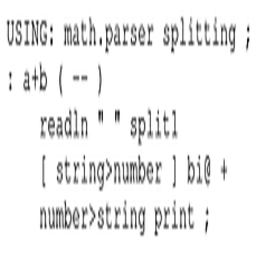 USING: math.parser splitting ;
: a+b ( -- )
readln " " split1
[ string>number ] bi@ +
number>string print ;